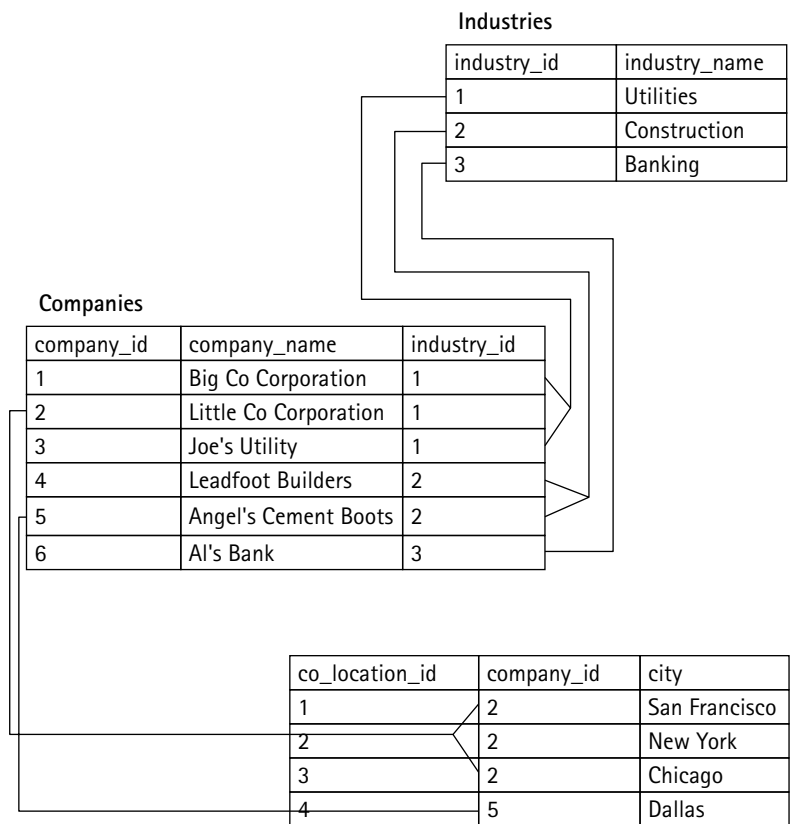 Industries
industry_id industry_name
1 Utilities
2 Construction
3 Banking
Companies
company_id company_name industry_id
1 Big Co Corporation 1
2 Little Co Corporation 1
3 Joe's Utility 1
4 Leadfoot Builders 2
5 Angel's Cement Boots 2
6 Al's Bank 3
co_location_id company_id city
1 2 San Francisco
2 2 New York
3 2 Chicago
4 5 Dallas